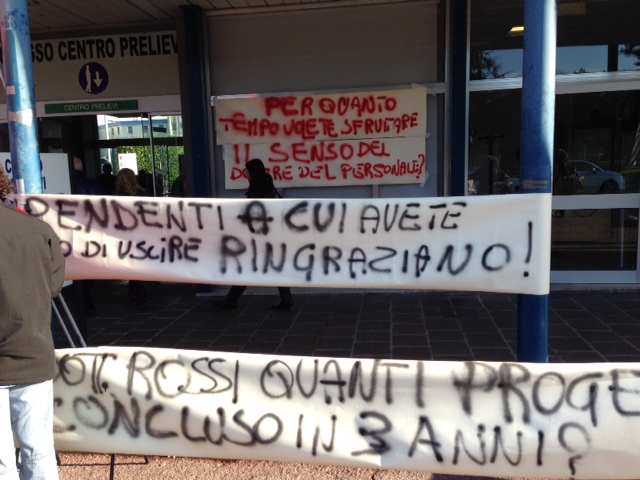 SSO CENTRO PRELIEV
CENTRO PRELIEVI
PER QUANTO
TEMPO VOLETE SFRUTTARE
IL SENSO DEL
DOVERE DEL PERSONALE?
PENDENTI A CUI AVETE
O DI USCIRE RINGRAZIANO!
DOTT. ROSSI QUANTI PROGE
CONCLUSO IN 3 ANNI?